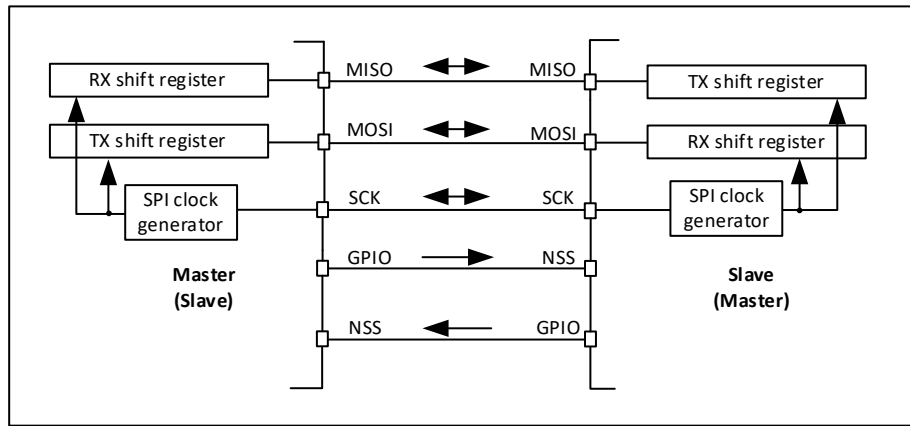 MISO MISO
RX shift register TX shift register
MOSI MOSI
TX shift register RX shift register
SCK SCK
SPI clock
generator
SPI clock
generator
GPIO NSS
Master
(Slave)
Slave
(Master)
NSS GPIO